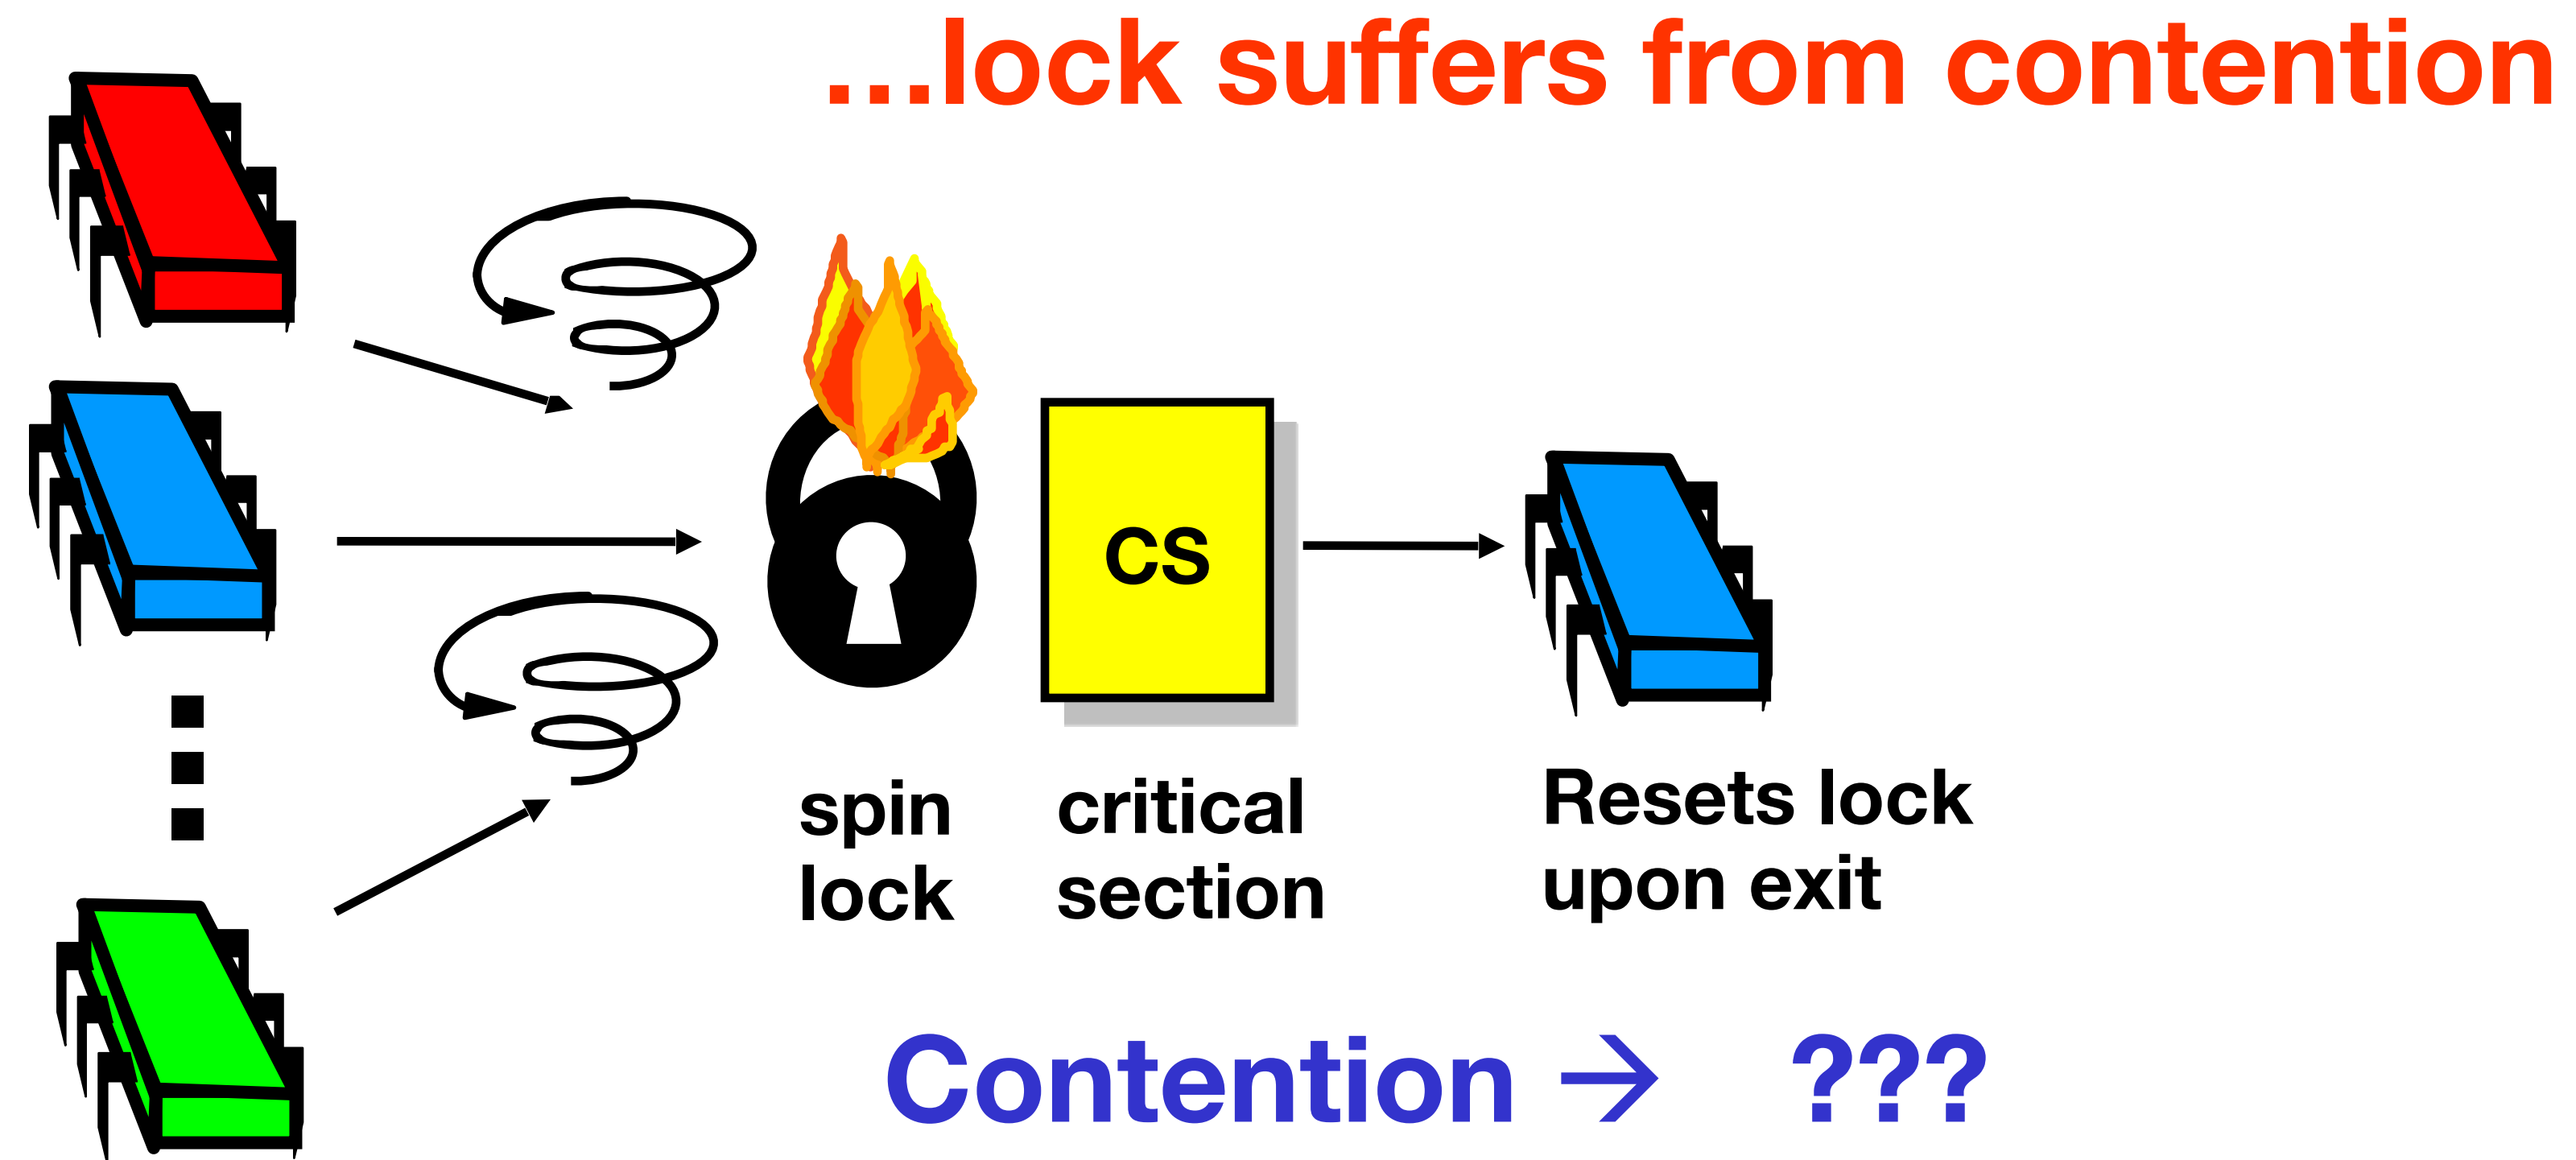 ...lock suffers from contention
CS
spin
lock
critical
section
Resets lock
upon exit
Contention → ???